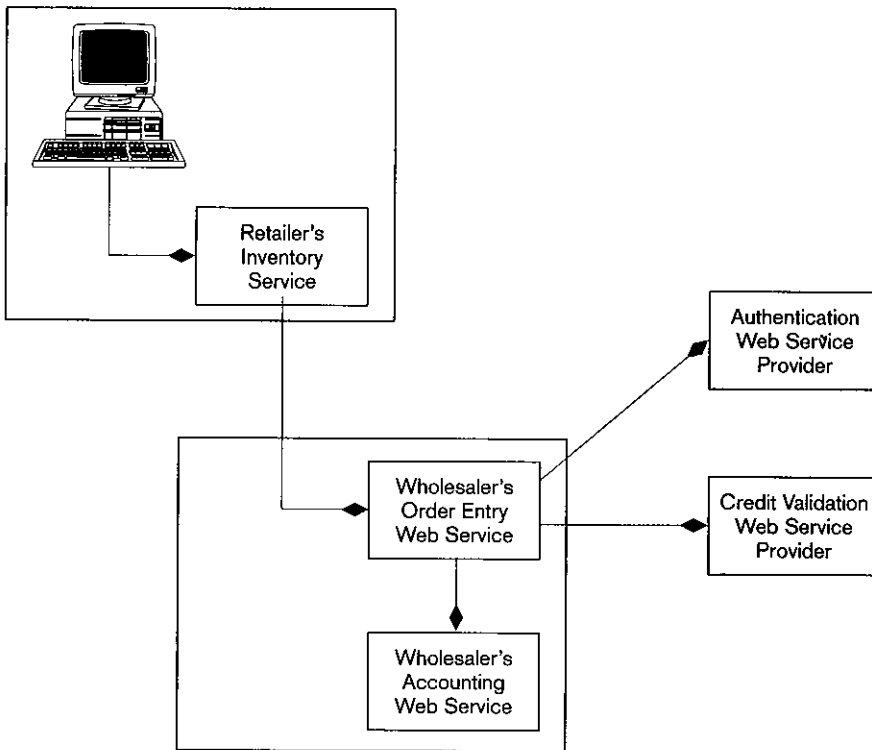 Retailer's
Inventory
Service
Authentication
Web Service
Provider
Wholesaler's
Order Entry
Web Service
Credit Validation
Web Service
Provider
Wholesaler's
Accounting
Web Service